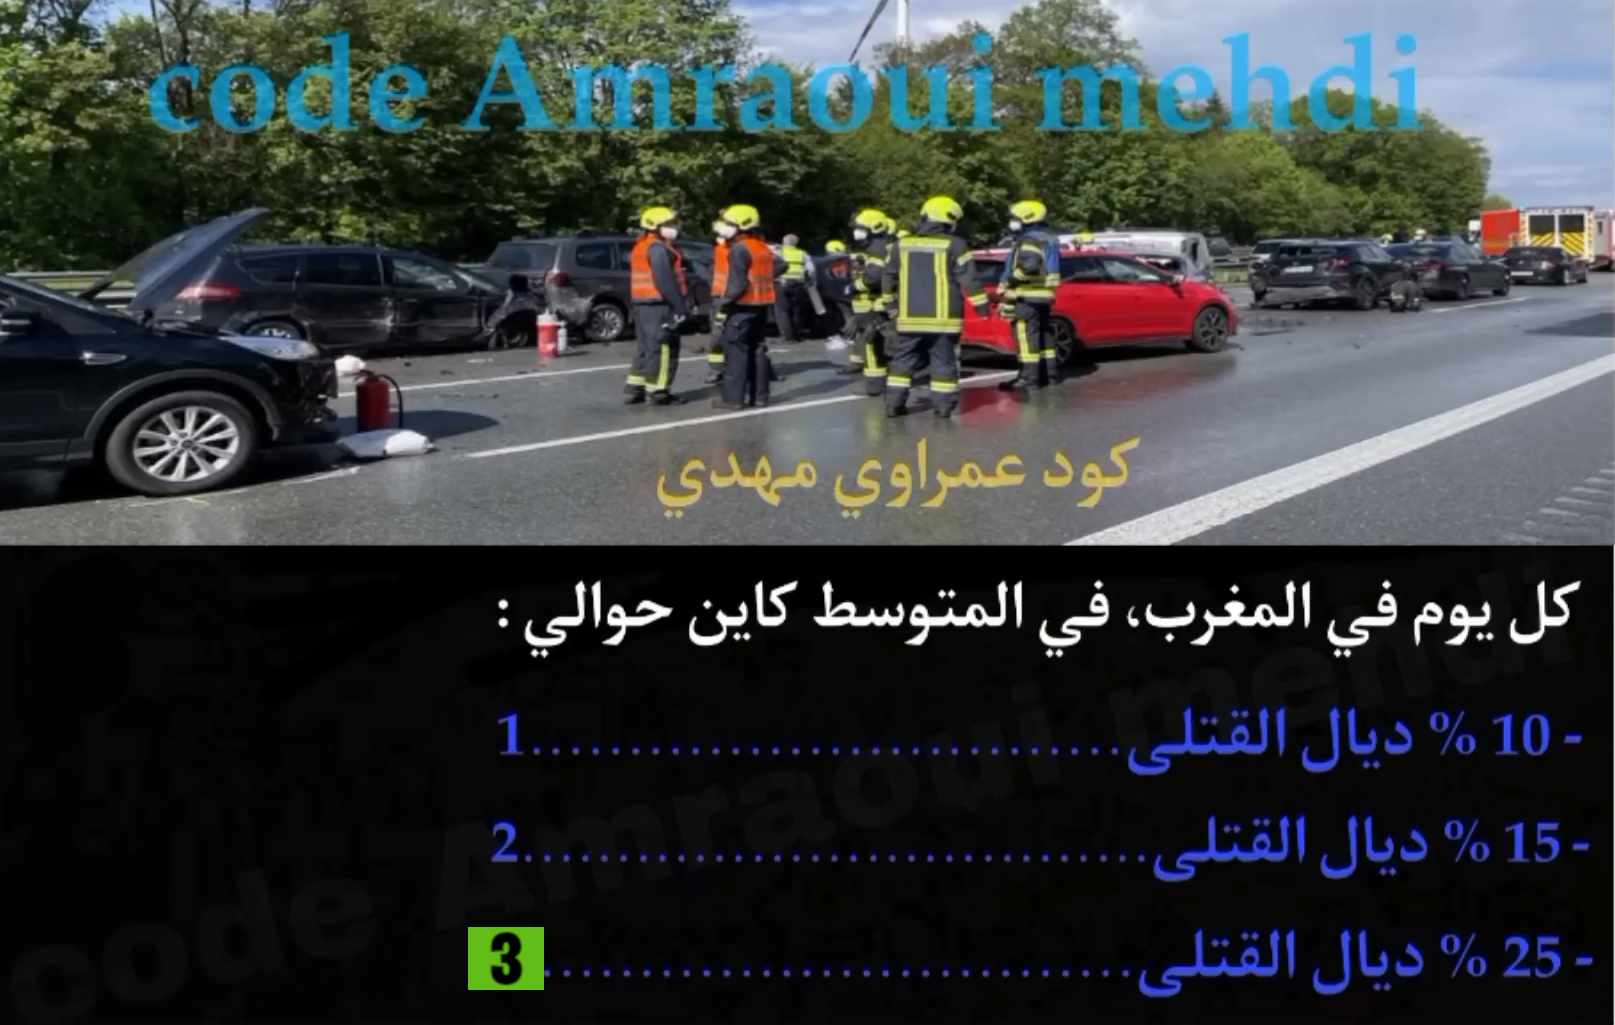 code Amraoui mehdi
كود عمراوي مهدي
كل يوم في المغرب، في المتوسط كاين حوالي :
- 10 % ديال القتلى..............................1
- 15 % ديال القتلى................................2
- 25 % ديال القتلى..............................3
code Amraoui mehdi